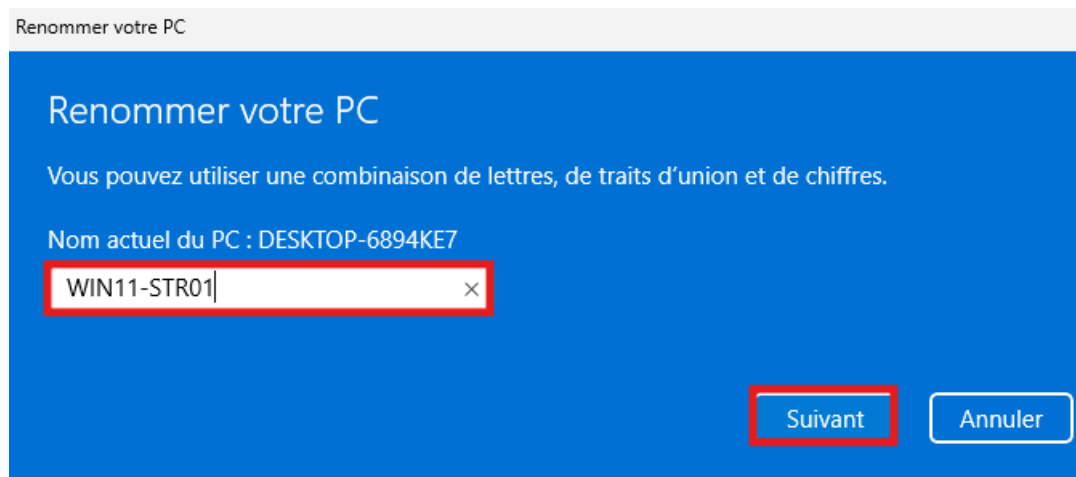 Renommer votre PC
Renommer votre PC
Vous pouvez utiliser une combinaison de lettres, de traits d’union et de chiffres.
Nom actuel du PC : DESKTOP-6894KE7
WIN11-STR01
Suivant
Annuler